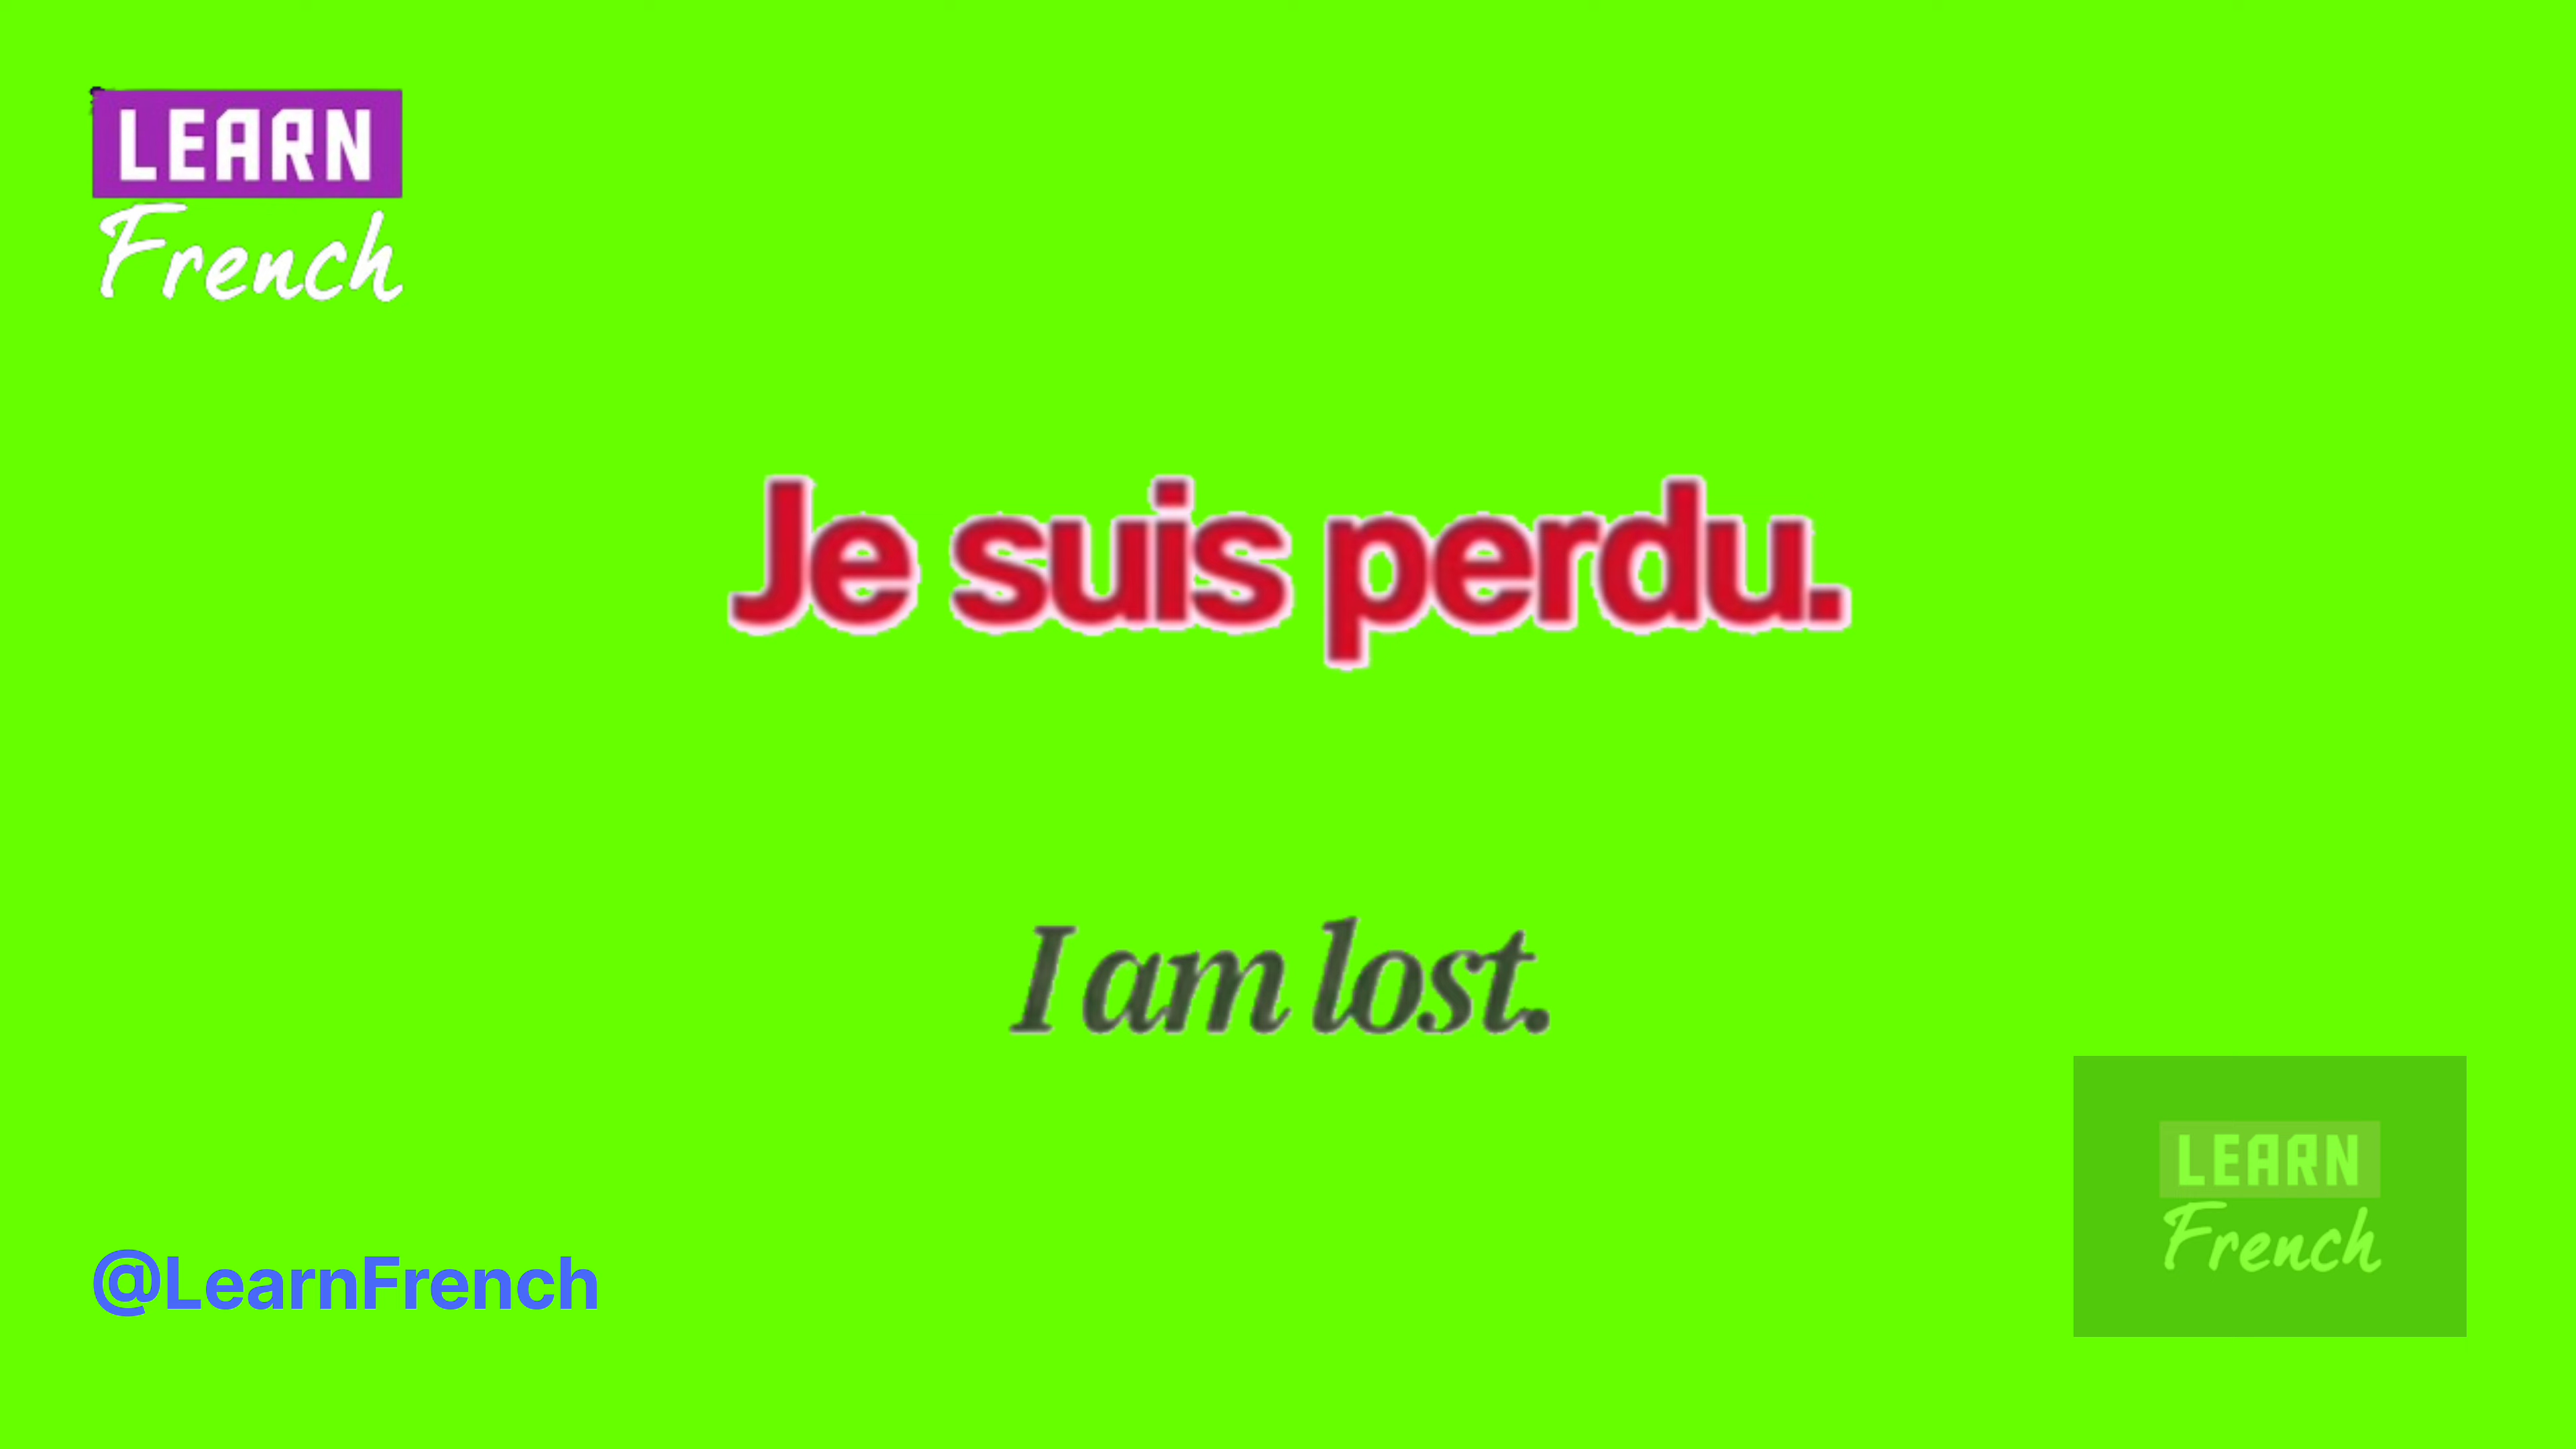 LEARN
French
Je suis perdu.
I am lost.
LEARN
French
@LearnFrench